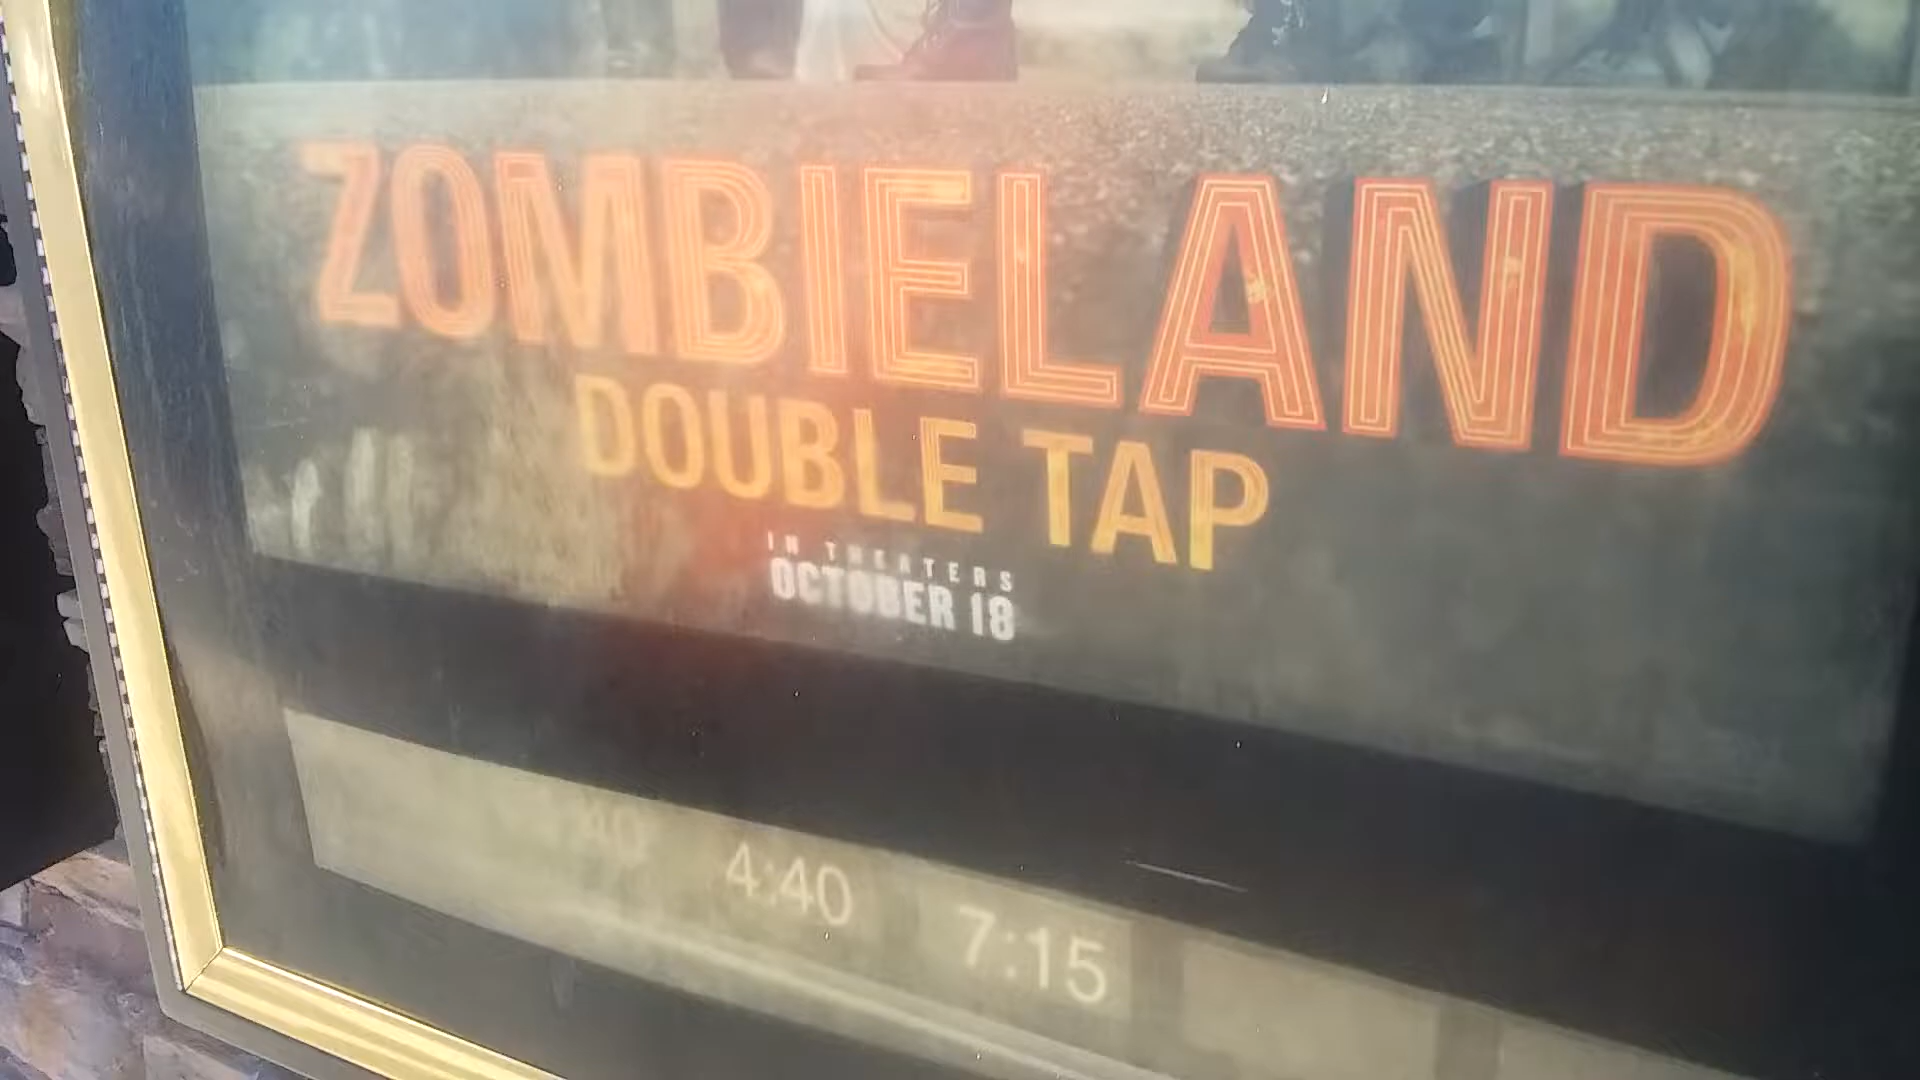 ZOMBIELAND
DOUBLE TAP
IN THEATERS
OCTOBER 18
4:40 7:15